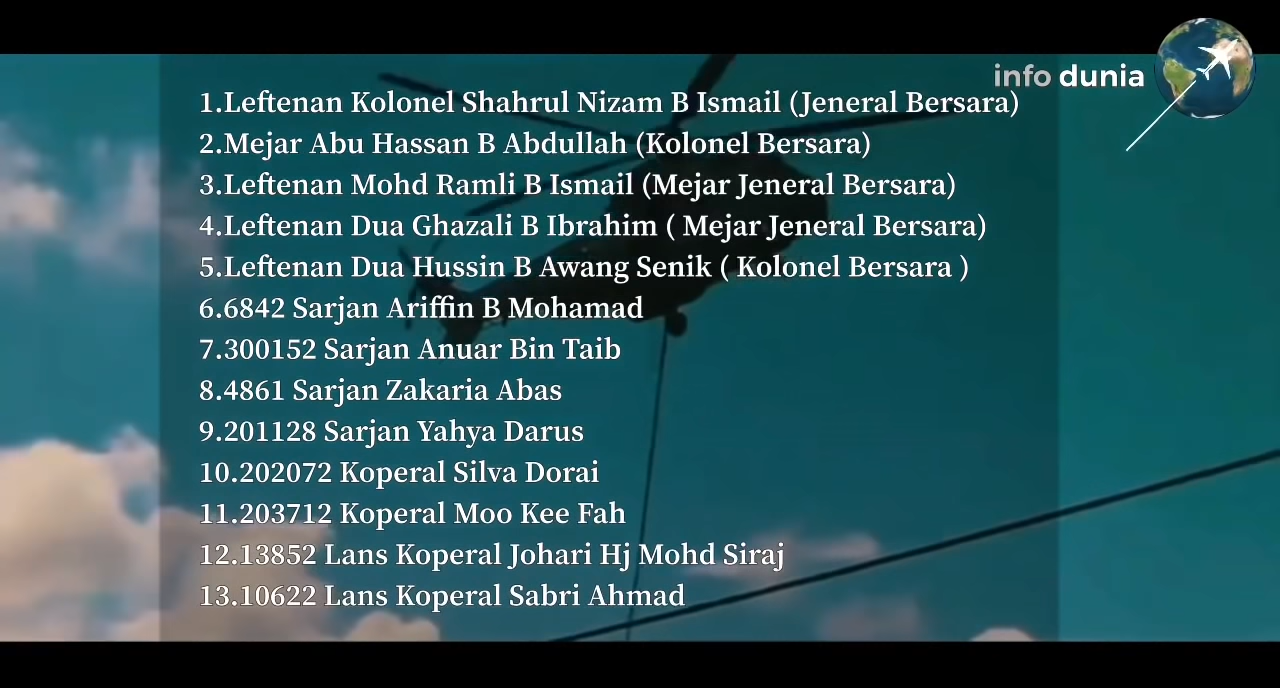 info dunia
1.Leftenan Kolonel Shahrul Nizam B Ismail (Jeneral Bersara)
2.Mejar Abu Hassan B Abdullah (Kolonel Bersara)
3.Leftenan Mohd Ramli B Ismail (Mejar Jeneral Bersara)
4.Leftenan Dua Ghazali B Ibrahim ( Mejar Jeneral Bersara)
5.Leftenan Dua Hussin B Awang Senik ( Kolonel Bersara )
6.6842 Sarjan Ariffin B Mohamad
7.300152 Sarjan Anuar Bin Taib
8.4861 Sarjan Zakaria Abas
9.201128 Sarjan Yahya Darus
10.202072 Koperal Silva Dorai
11.203712 Koperal Moo Kee Fah
12.13852 Lans Koperal Johari Hj Mohd Siraj
13.10622 Lans Koperal Sabri Ahmad